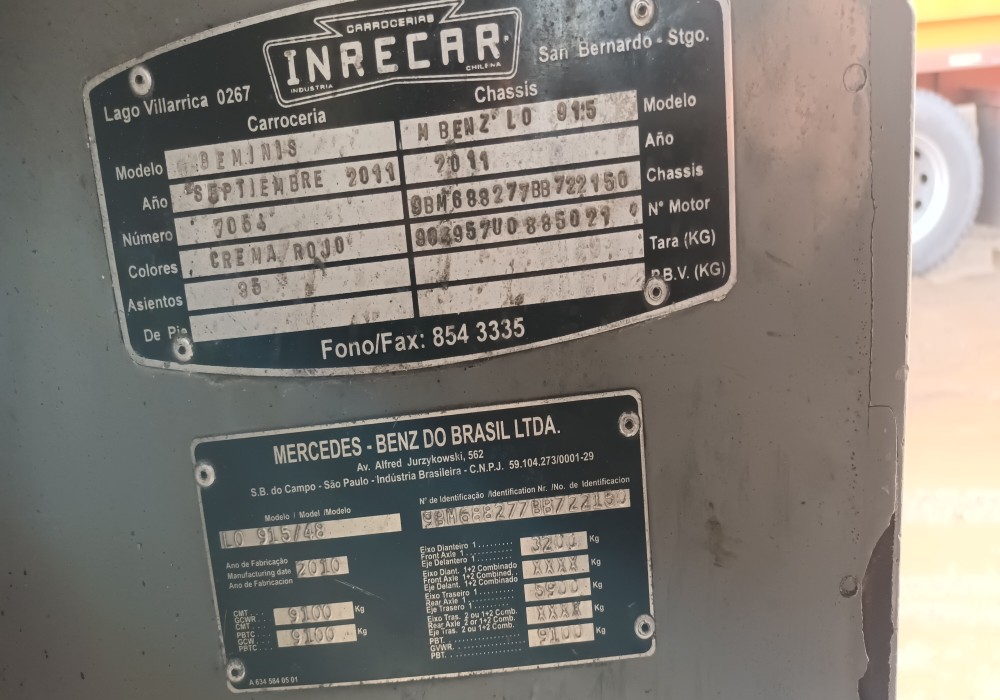 CARROCERIAS
INRECAR
INDUSTRIA CHILENA
Lago Villarrica 0267
San Bernardo - Stgo.
Carroceria
Chassis
Modelo GEMINIS M BENZ LO 915 Modelo
Año SEPTIEMBRE 2011 2011 Año
Número 7064 9BM688277BB722150 Chassis
Colores CREMA ROJO 904957U0885021 N° Motor
Asientos Tara (KG)
De Pie P.B.V. (KG)
Fono/Fax: 854 3335
MERCEDES - BENZ DO BRASIL LTDA.
Av. Alfred Jurzykowski, 562
S.B. do Campo - São Paulo - Indústria Brasileira - C.N.P.J. 59.104.273/0001-29
Modelo / Model /Modelo
LO 915/48
N° de Identificação /Identification Nr. /No. de Identificacion
9BM688277BB722150
Ano de Fabricação
Manufacturing date 2010
Ano de Fabricacion
CMT....
GCWR.. 9100 Kg
CMT....
PBTC...
GCW... 9100 Kg
PBTC...
Eixo Dianteiro 1.........
Front Axle 1............ 3200 Kg
Eje Delantero 1.........
Eixo Diant. 1+2 Combinado
Front Axle 1+2 Combined.. XXXX Kg
Eje Delant. 1+2 Combinado
Eixo Traseiro 1.........
Rear Axle 1............ 5900 Kg
Eje Trasero 1.........
Eixo Tras. 2 ou 1+2 Comb.
Rear Axle 2 or 1+2 Comb. XXXX Kg
Eje Tras. 2 ou 1+2 Comb.
PBT............
GVWR........... 9100 Kg
PBT............
A 634 584 05 01